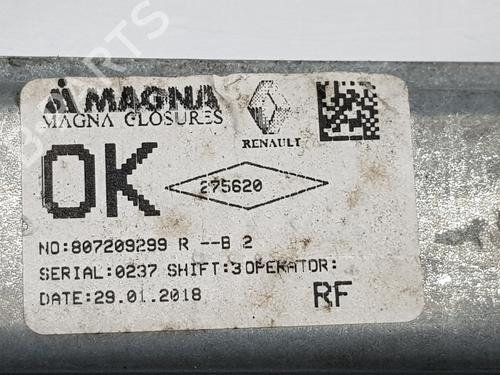 MAGNA
MAGNA CLOSURES
RENAULT
OK
275620
NO:807209299 R --B 2
SERIAL:0237 SHIFT:3 OPERATOR:
DATE:29.01.2018
RF